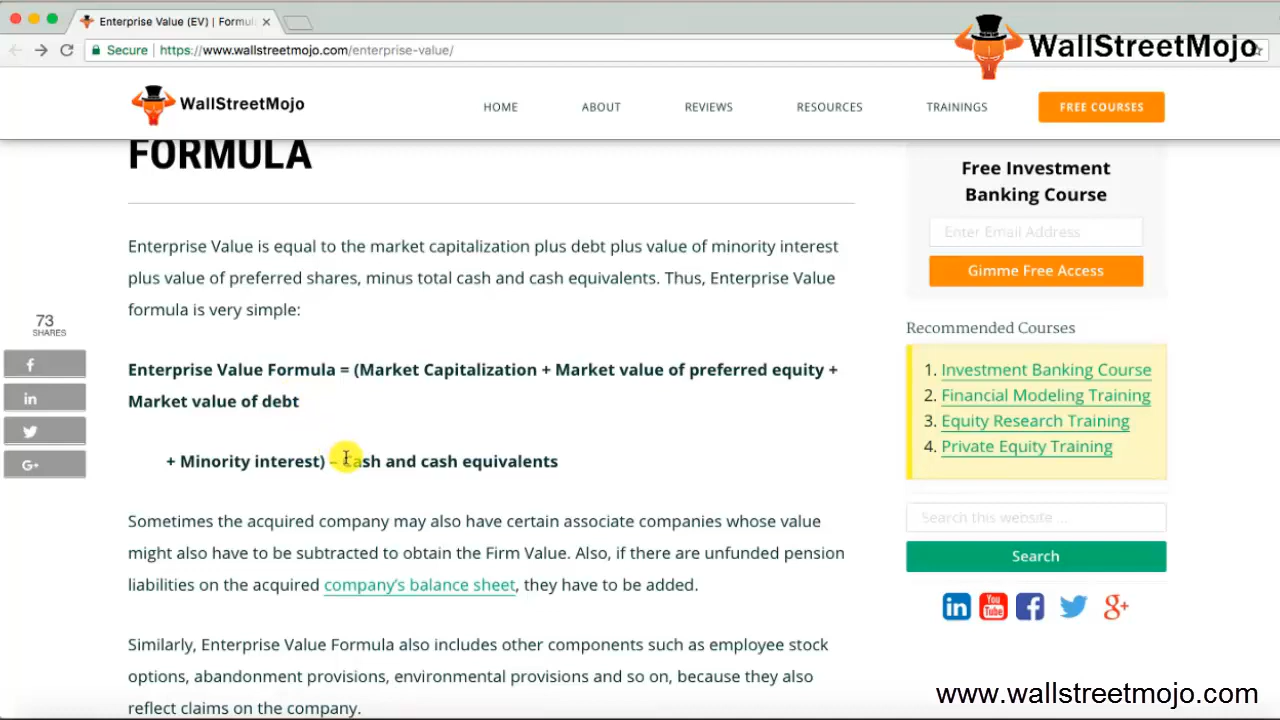 Enterprise Value (EV) | Formul
Secure
https://www.wallstreetmojo.com/enterprise-value/
WallStreetMojo
WallStreetMojo
HOME
ABOUT
REVIEWS
RESOURCES
TRAININGS
FREE COURSES
FORMULA
Enterprise Value is equal to the market capitalization plus debt plus value of minority interest
plus value of preferred shares, minus total cash and cash equivalents. Thus, Enterprise Value
formula is very simple:
73
SHARES
Enterprise Value Formula = (Market Capitalization + Market value of preferred equity +
Market value of debt
+ Minority interest) – Cash and cash equivalents
Sometimes the acquired company may also have certain associate companies whose value
might also have to be subtracted to obtain the Firm Value. Also, if there are unfunded pension
liabilities on the acquired company’s balance sheet, they have to be added.
Similarly, Enterprise Value Formula also includes other components such as employee stock
options, abandonment provisions, environmental provisions and so on, because they also
reflect claims on the company.
Free Investment
Banking Course
Enter Email Address
Gimme Free Access
Recommended Courses
1. Investment Banking Course
2. Financial Modeling Training
3. Equity Research Training
4. Private Equity Training
Search this website ...
Search
in
You
Tube
f
g+
f
in
G+
www.wallstreetmojo.com